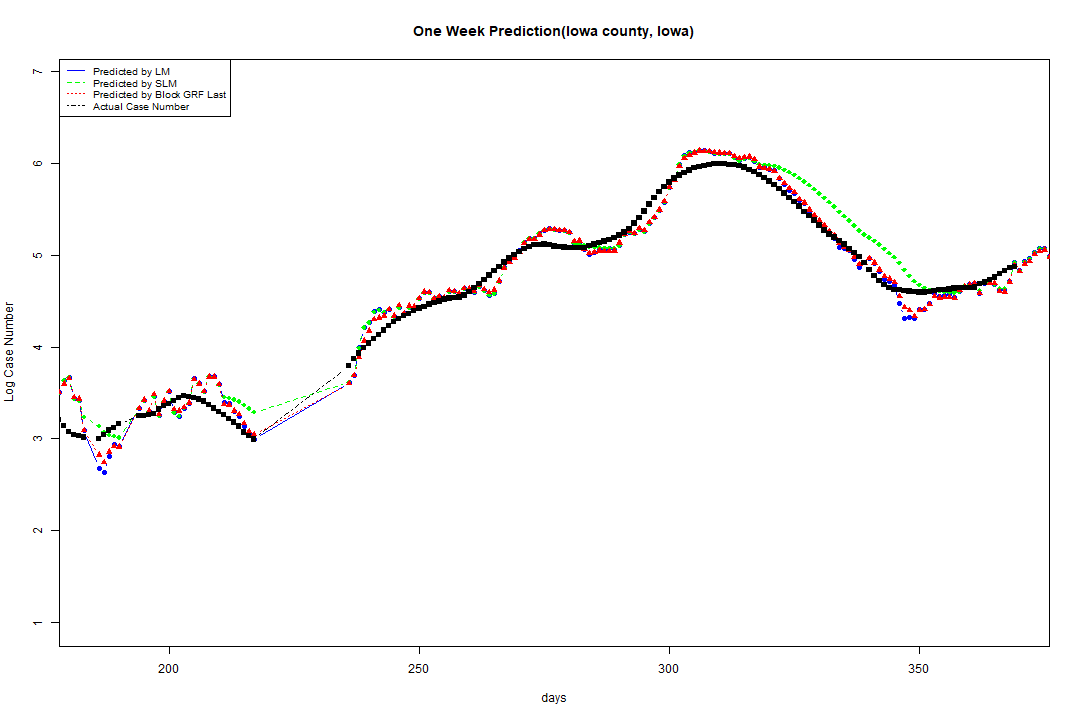 One Week Prediction(Iowa county, Iowa)
Predicted by LM
Predicted by SLM
Predicted by Block GRF Last
Actual Case Number
7
6
5
4
3
2
1
Log Case Number
200 250 300 350
days